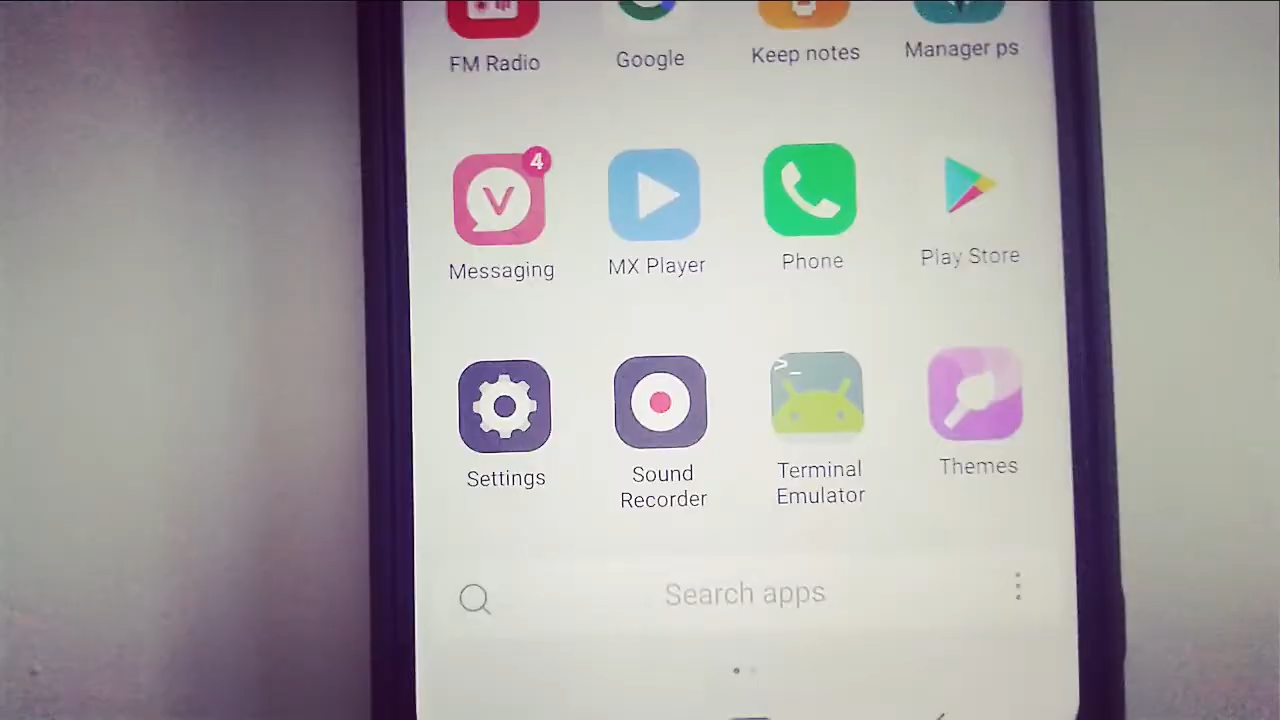 FM Radio
Google
Keep notes
Manager ps
4
V
Messaging
MX Player
Phone
Play Store
>_
Settings
Sound
Recorder
Terminal
Emulator
Themes
Search apps